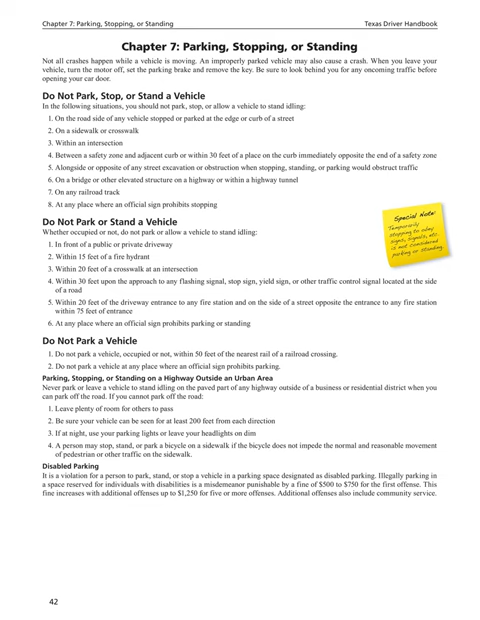 Chapter 7: Parking, Stopping, or Standing
Texas Driver Handbook
Chapter 7: Parking, Stopping, or Standing
Not all crashes happen while a vehicle is moving. An improperly parked vehicle may also cause a crash. When you leave your
vehicle, turn the motor off, set the parking brake and remove the key. Be sure to look behind you for any oncoming traffic before
opening your car door.
Do Not Park, Stop, or Stand a Vehicle
In the following situations, you should not park, stop, or allow a vehicle to stand idling:
1. On the road side of any vehicle stopped or parked at the edge or curb of a street
2. On a sidewalk or crosswalk
3. Within an intersection
4. Between a safety zone and adjacent curb or within 30 feet of a place on the curb immediately opposite the end of a safety zone
5. Alongside or opposite of any street excavation or obstruction when stopping, standing, or parking would obstruct traffic
6. On a bridge or other elevated structure on a highway or within a highway tunnel
7. On any railroad track
8. At any place where an official sign prohibits stopping
Do Not Park or Stand a Vehicle
Whether occupied or not, do not park or allow a vehicle to stand idling:
1. In front of a public or private driveway
2. Within 15 feet of a fire hydrant
3. Within 20 feet of a crosswalk at an intersection
4. Within 30 feet upon the approach to any flashing signal, stop sign, yield sign, or other traffic control signal located at the side
of a road
5. Within 20 feet of the driveway entrance to any fire station and on the side of a street opposite the entrance to any fire station
within 75 feet of entrance
6. At any place where an official sign prohibits parking or standing
Special Note:
Temporarily
stopping to obey
signs, signals, etc.
is not considered
parking or standing.
Do Not Park a Vehicle
1. Do not park a vehicle, occupied or not, within 50 feet of the nearest rail of a railroad crossing.
2. Do not park a vehicle at any place where an official sign prohibits parking.
Parking, Stopping, or Standing on a Highway Outside an Urban Area
Never park or leave a vehicle to stand idling on the paved part of any highway outside of a business or residential district when you
can park off the road. If you cannot park off the road:
1. Leave plenty of room for others to pass
2. Be sure your vehicle can be seen for at least 200 feet from each direction
3. If at night, use your parking lights or leave your headlights on dim
4. A person may stop, stand, or park a bicycle on a sidewalk if the bicycle does not impede the normal and reasonable movement
of pedestrian or other traffic on the sidewalk.
Disabled Parking
It is a violation for a person to park, stand, or stop a vehicle in a parking space designated as disabled parking. Illegally parking in
a space reserved for individuals with disabilities is a misdemeanor punishable by a fine of $500 to $750 for the first offense. This
fine increases with additional offenses up to $1,250 for five or more offenses. Additional offenses also include community service.
42